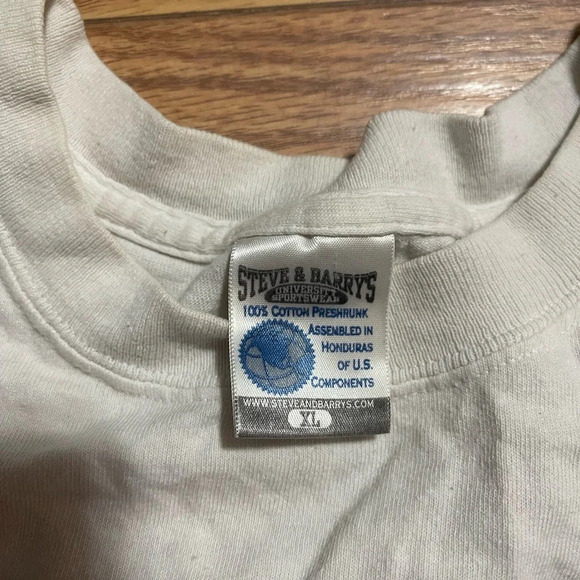 STEVE & BARRY'S
UNIVERSITY
SPORTSWEAR
100% COTTON PRESHRUNK
ASSEMBLED IN
HONDURAS
OF U.S.
COMPONENTS
WWW.STEVEANDBARRYS.COM
XL